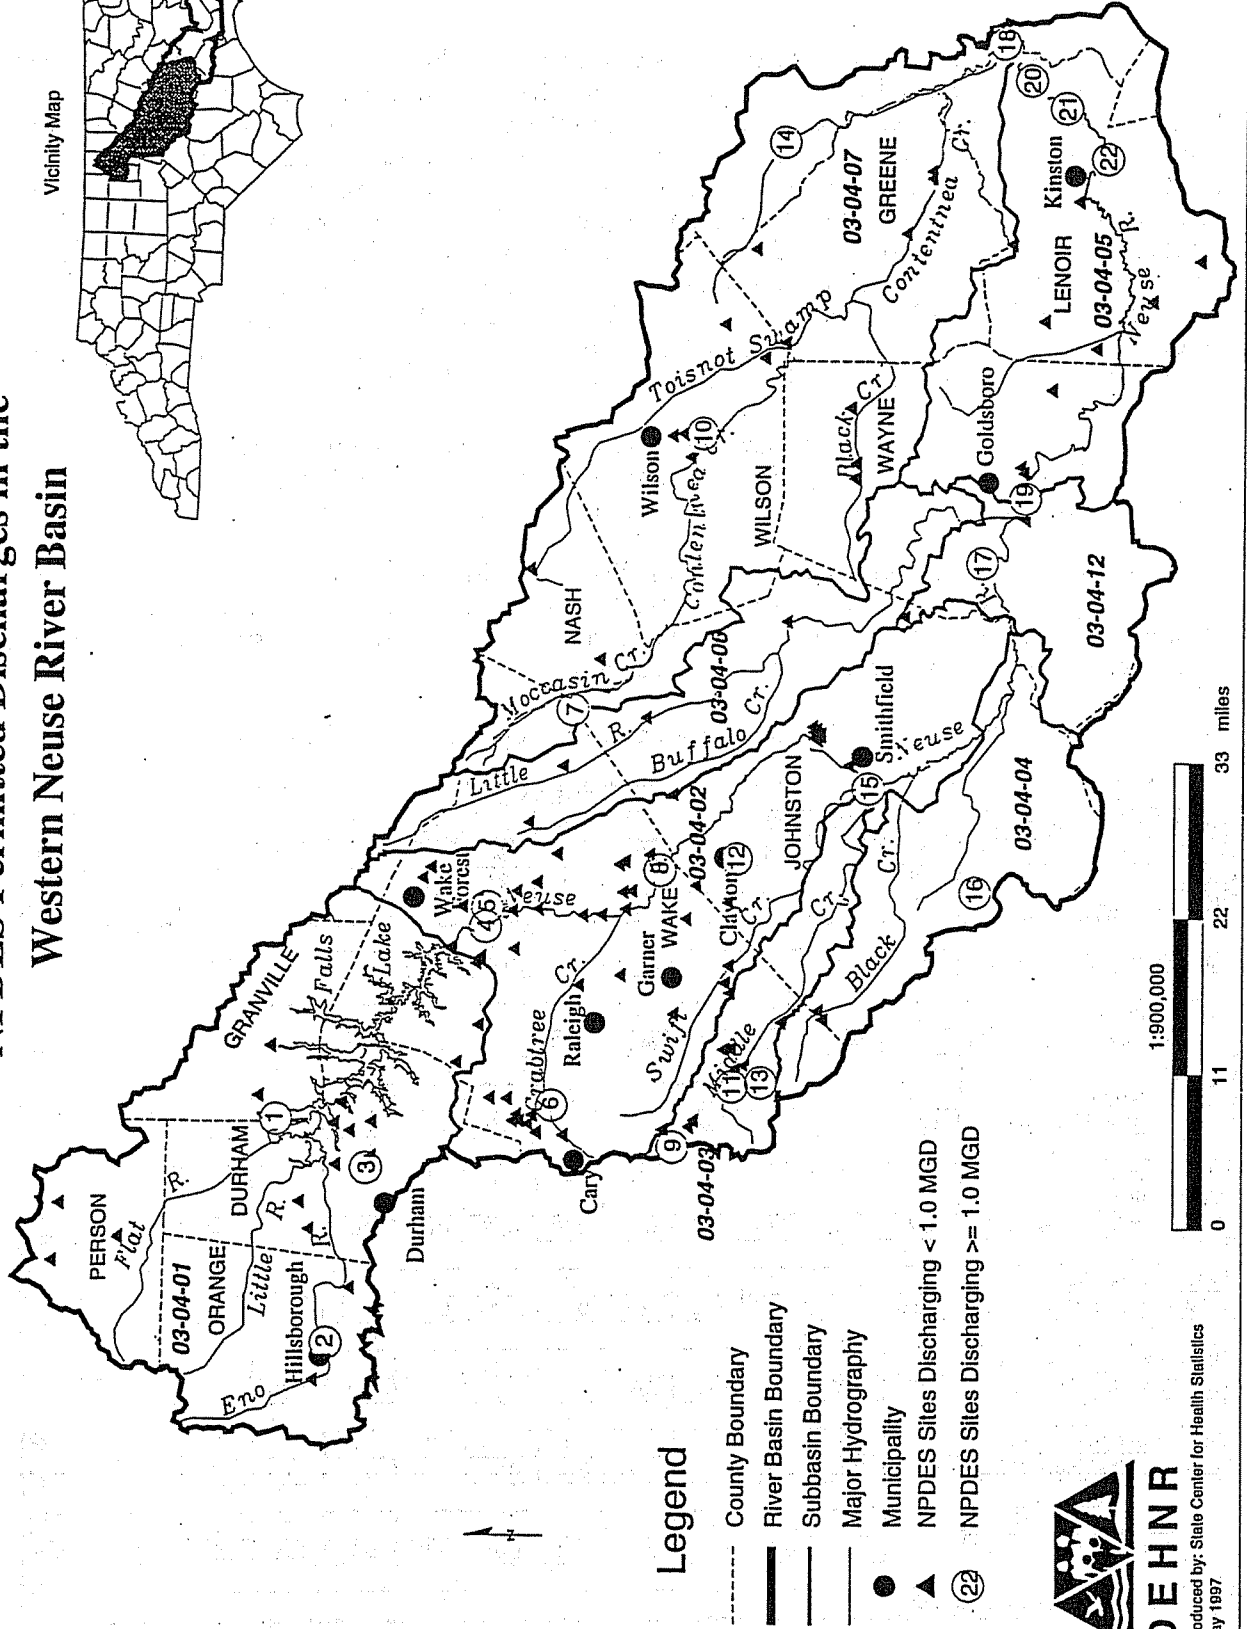 NPDES Permitted Discharges in the
Western Neuse River Basin
Vicinity Map
PERSON
Flat
R.
GRANVILLE
03-04-01
ORANGE
DURHAM
Little
R.
R.
Falls
Lake
Eno
Hillsborough
2
1
3
Durham
Wake
Forest
4
5
Neuse
Crabtree
Cr.
6
Raleigh
Cary
Garner
WAKE
8
03-04-02
Little
R.
Buffalo
Cr.
03-04-06
Moccasin
Cr.
7
NASH
Swift
Cr.
9
03-04-03
Middle
Cr.
11
13
Clayton
12
JOHNSTON
15
Smithfield
Neuse
Black
Cr.
16
03-04-04
Toisnot
Swamp
Wilson
10
Contentnea
Cr.
WILSON
Black
Cr.
WAYNE
Goldsboro
19
17
R.
03-04-12
14
03-04-07
GREENE
Contentnea
Cr.
18
20
21
Kinston
22
LENOIR
03-04-05
Neuse
R.
Legend
County Boundary
River Basin Boundary
Subbasin Boundary
Major Hydrography
Municipality
NPDES Sites Discharging < 1.0 MGD
22 NPDES Sites Discharging >= 1.0 MGD
N
1:900,000
0 11 22 33 miles
DEHNR
oduced by: State Center for Health Statistics
ay 1997